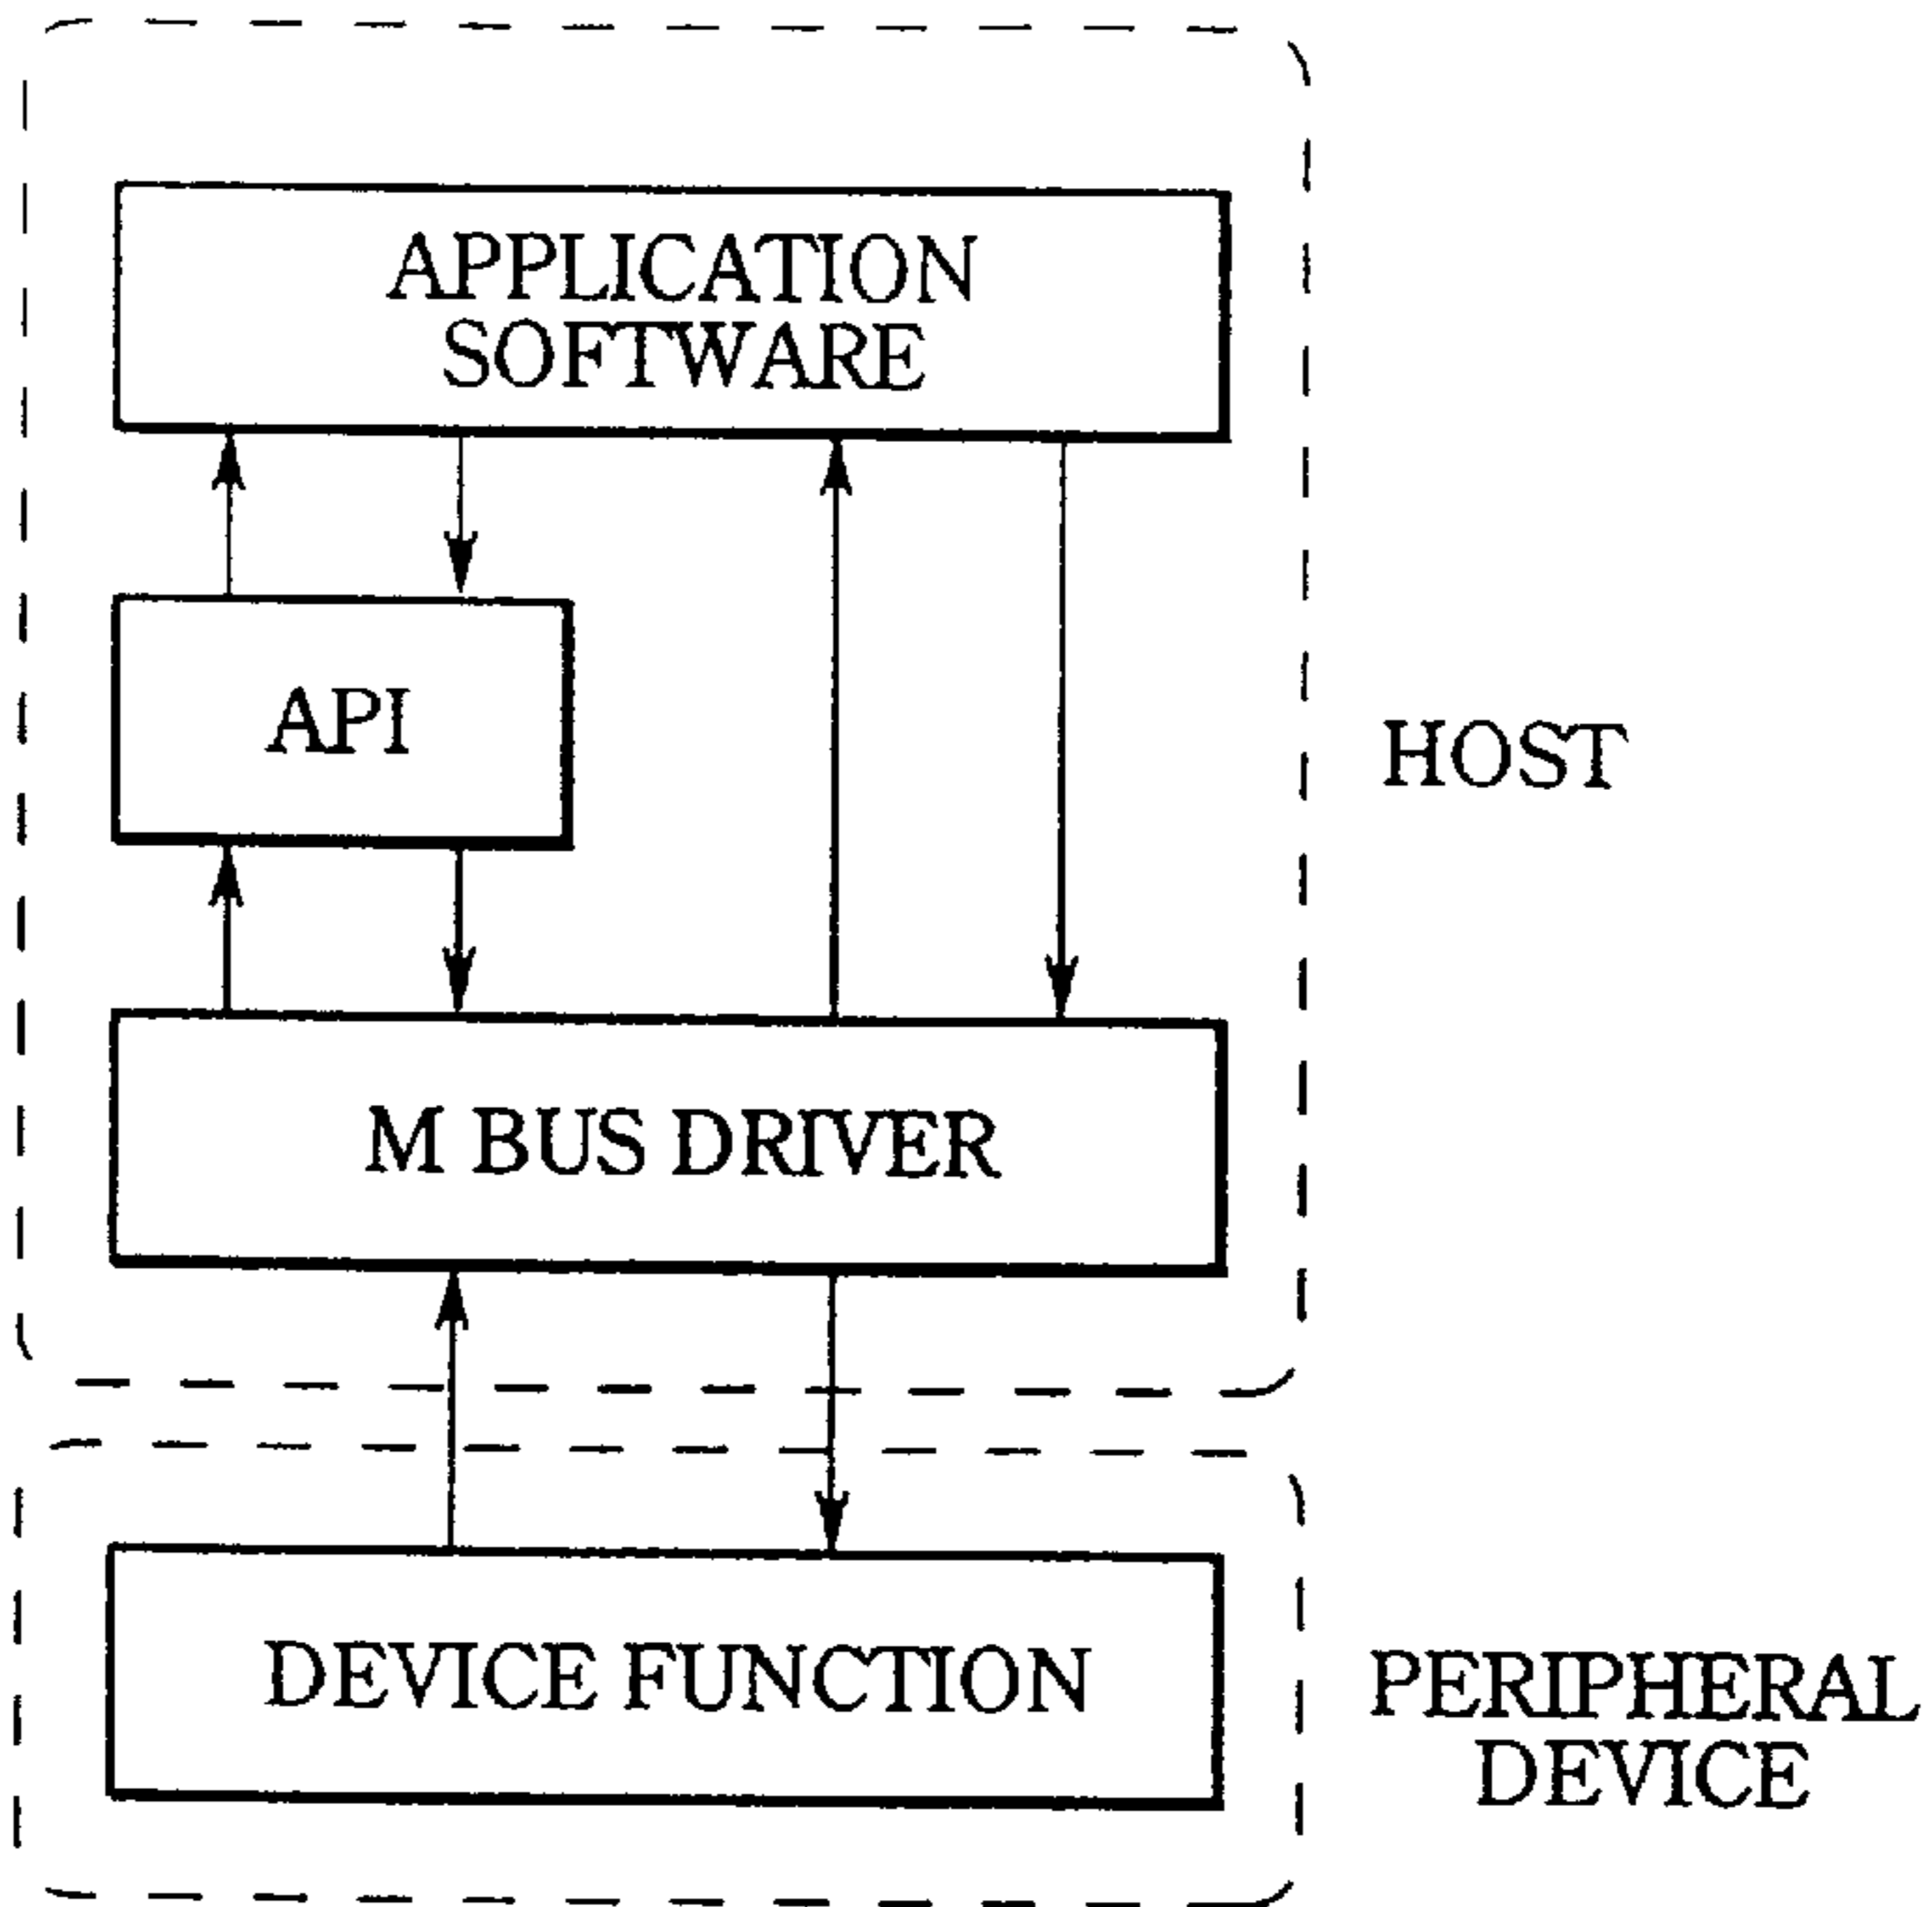 APPLICATION
SOFTWARE
API
HOST
M BUS DRIVER
DEVICE FUNCTION
PERIPHERAL
DEVICE